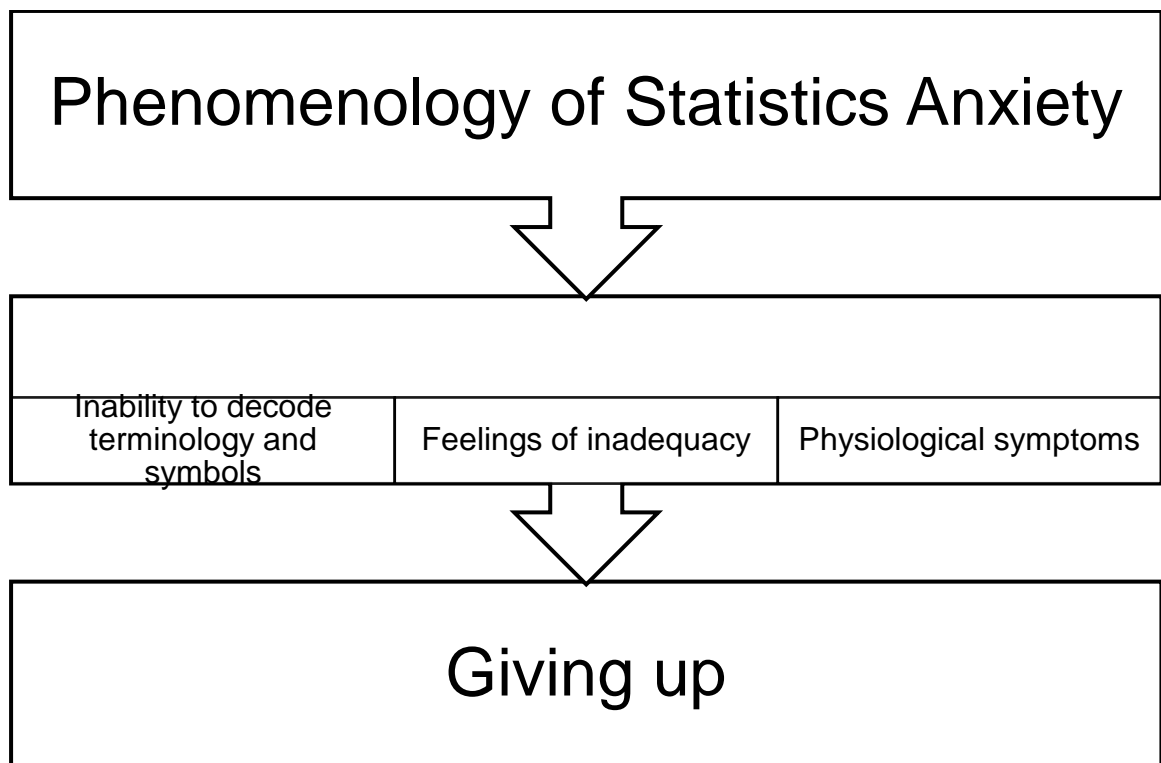 Phenomenology of Statistics Anxiety
Inability to decode
terminology and
symbols
Feelings of inadequacy
Physiological symptoms
Giving up